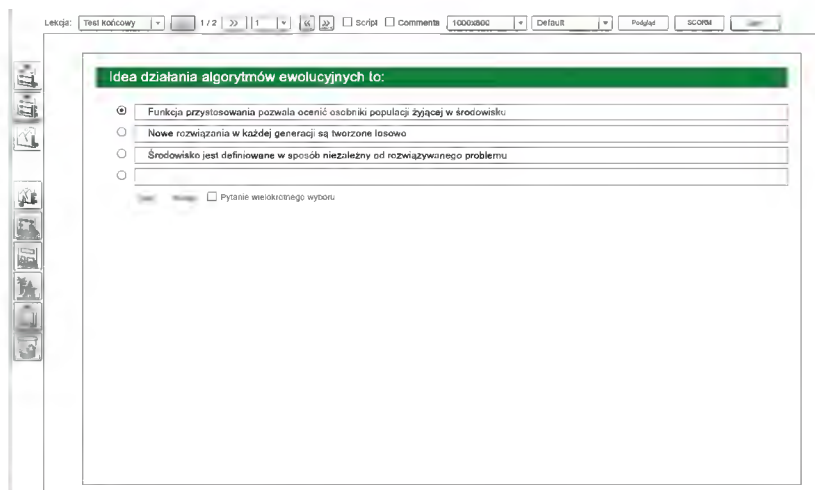 Lekcja: Test końcowy 1 / 2 >> 1 << >> Script Comments 1000x800 Default Podgląd SCORM
Idea działania algorytmów ewolucyjnych to:
Funkcja przystosowania pozwala ocenić osobniki populacji żyjącej w środowisku
Nowe rozwiązania w każdej generacji są tworzone losowo
Środowisko jest definiowane w sposób niezależny od rozwiązywanego problemu
Pytanie wielokrotnego wyboru